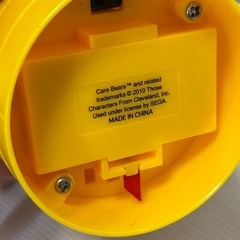 Care Bears™ and related
trademarks © 2010 Those
Characters From Cleveland, Inc.
Used under license by SEGA.
MADE IN CHINA